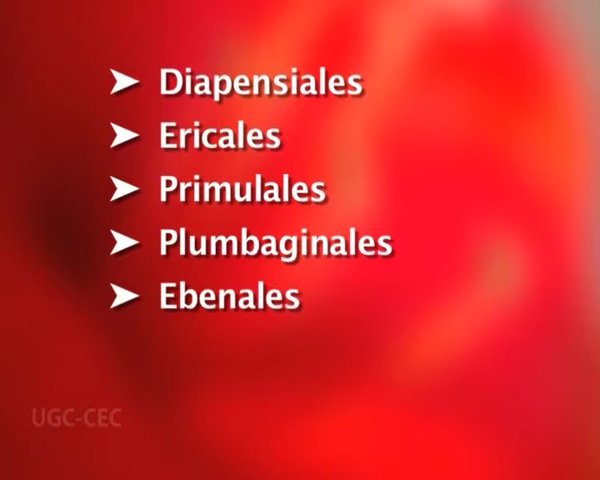 ➤ Diapensiales
➤ Ericales
➤ Primulales
➤ Plumbaginales
➤ Ebenales
UGC-CEC